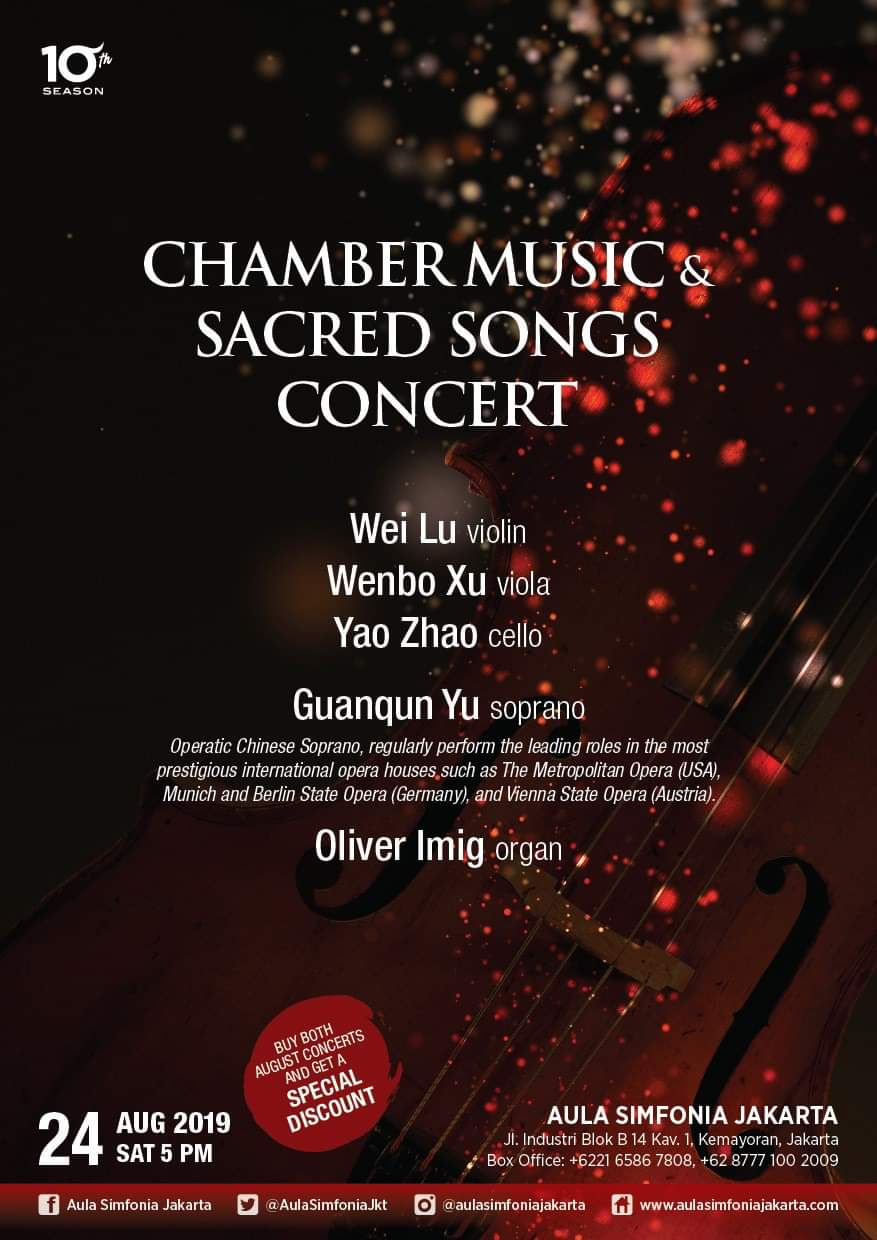 10th
SEASON
CHAMBER MUSIC &
SACRED SONGS
CONCERT
Wei Lu violin
Wenbo Xu viola
Yao Zhao cello
Guanqun Yu soprano
Operatic Chinese Soprano, regularly perform the leading roles in the most
prestigious international opera houses such as The Metropolitan Opera (USA),
Munich and Berlin State Opera (Germany), and Vienna State Opera (Austria).
Oliver Imig organ
BUY BOTH
AUGUST CONCERTS
AND GET A
SPECIAL
DISCOUNT
24 AUG 2019
SAT 5 PM
AULA SIMFONIA JAKARTA
Jl. Industri Blok B 14 Kav. 1, Kemayoran, Jakarta
Box Office: +6221 6586 7808, +62 8777 100 2009
Aula Simfonia Jakarta @AulaSimfoniaJkt @aulasimfoniajakarta www.aulasimfoniajakarta.com